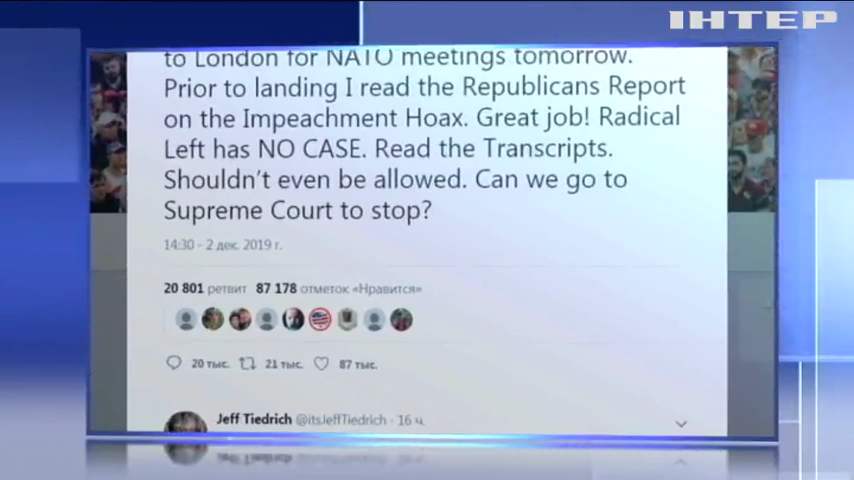 ІНТЕР
to London for NATO meetings tomorrow.
Prior to landing I read the Republicans Report
on the Impeachment Hoax. Great job! Radical
Left has NO CASE. Read the Transcripts.
Shouldn't even be allowed. Can we go to
Supreme Court to stop?
14:30 - 2 дек. 2019 г.
20 801 ретвит 87 178 отметок «Нравится»
20 тыс. 21 тыс. 87 тыс.
Jeff Tiedrich @itsJeffTiedrich · 16 ч.